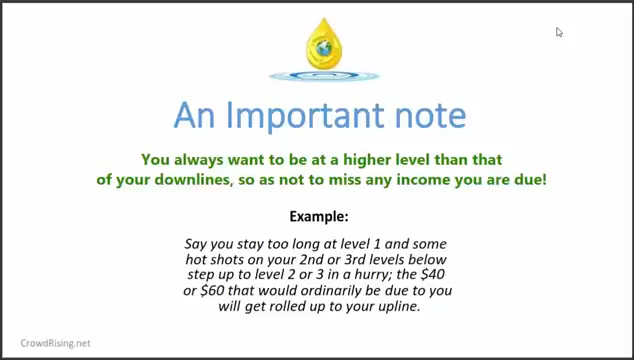 An Important note
You always want to be at a higher level than that
of your downlines, so as not to miss any income you are due!
Example:
Say you stay too long at level 1 and some
hot shots on your 2nd or 3rd levels below
step up to level 2 or 3 in a hurry; the $40
or $60 that would ordinarily be due to you
will get rolled up to your upline.
CrowdRising.net